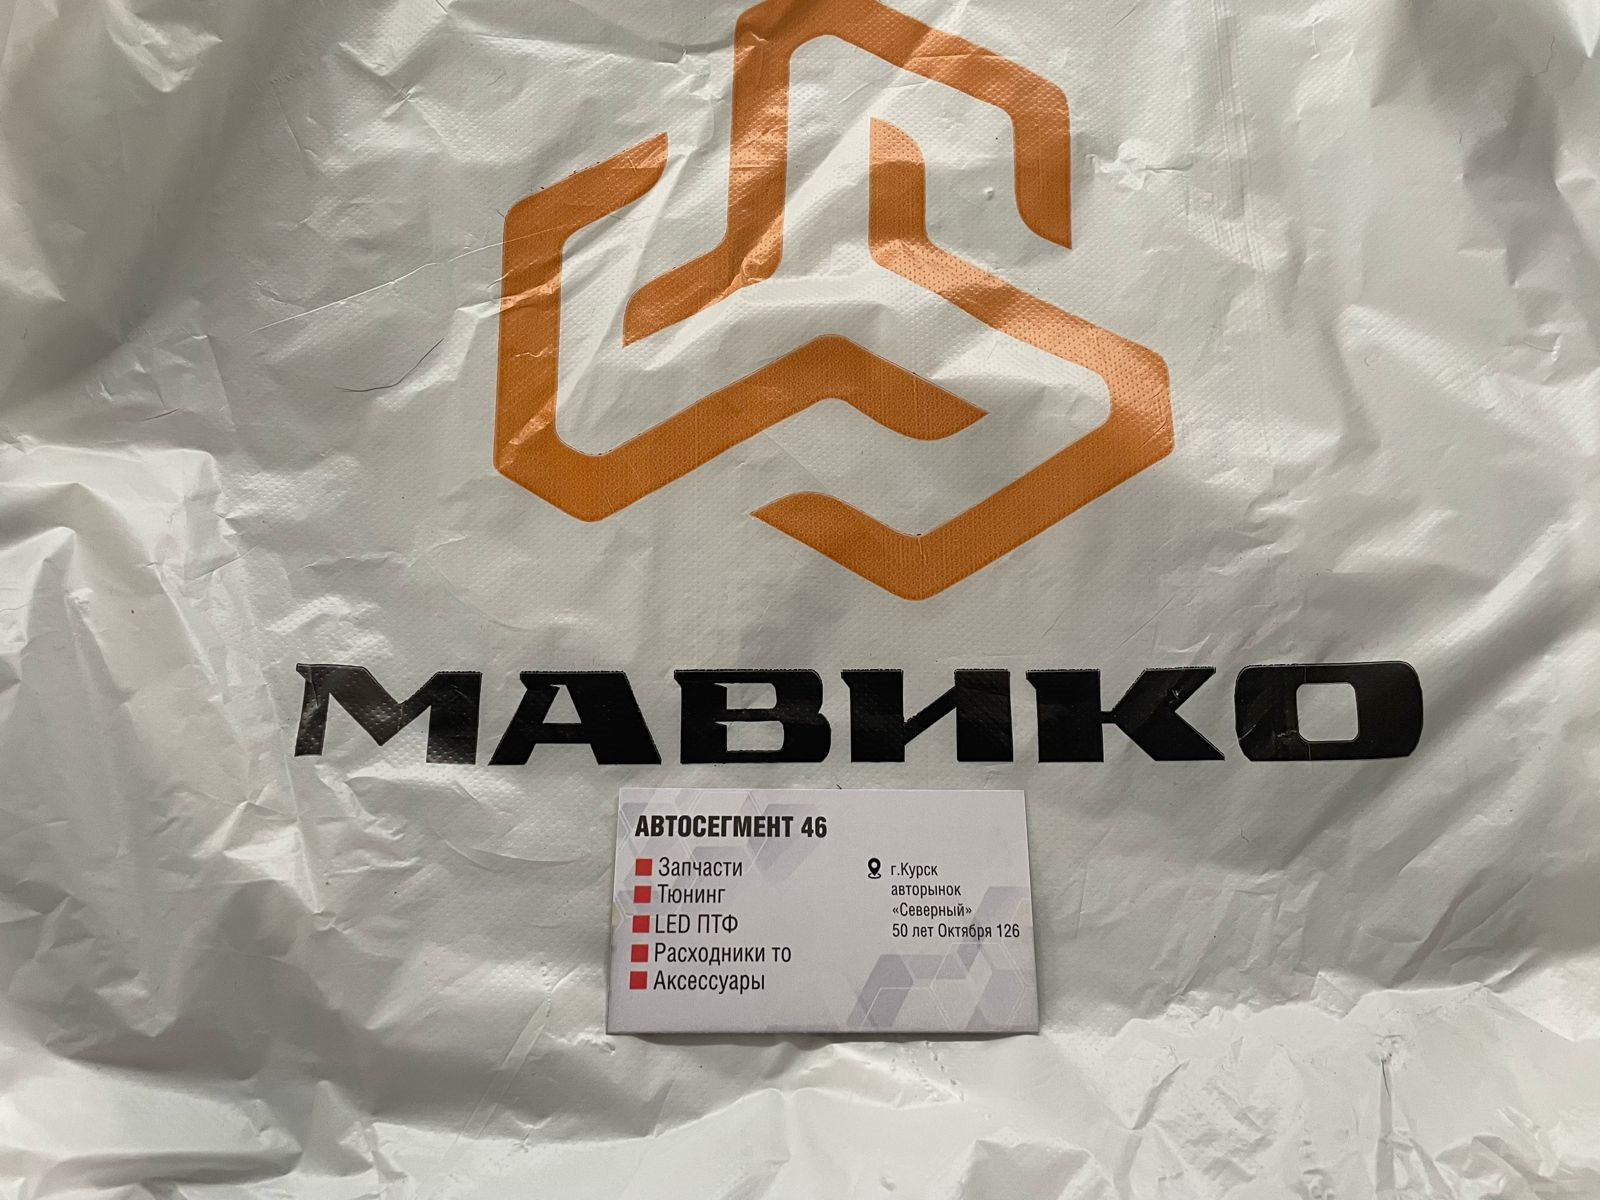 МАВИКО
АВТОСЕГМЕНТ 46
Запчасти
Тюнинг
LED ПТФ
Расходники то
Аксессуары
г.Курск
авторынок
«Северный»
50 лет Октября 126